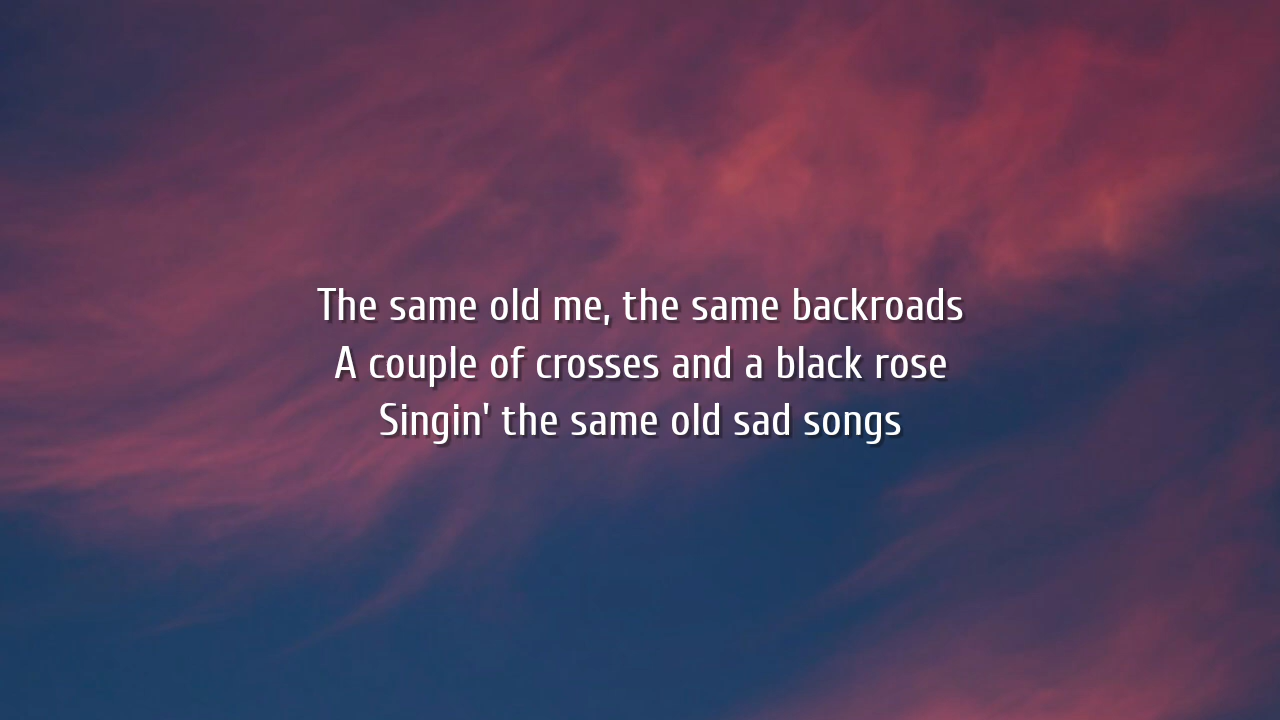 The same old me, the same backroads
A couple of crosses and a black rose
Singin' the same old sad songs